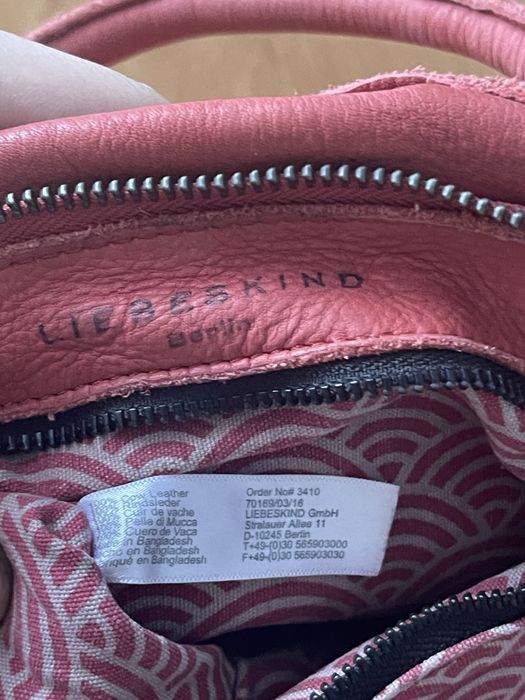 LIEBESKIND
Berlin
Cow Leather
Rindsleder
Cuir de vache
Pelle di Mucca
Cuero de Vaca
en Bangladesh
en Bangladesh
en Bangladesh
Order No# 3410
70169/03/16
LIEBESKIND GmbH
Stralauer Allee 11
D-10245 Berlin
T+49-(0)30 565903000
F+49-(0)30 565903030